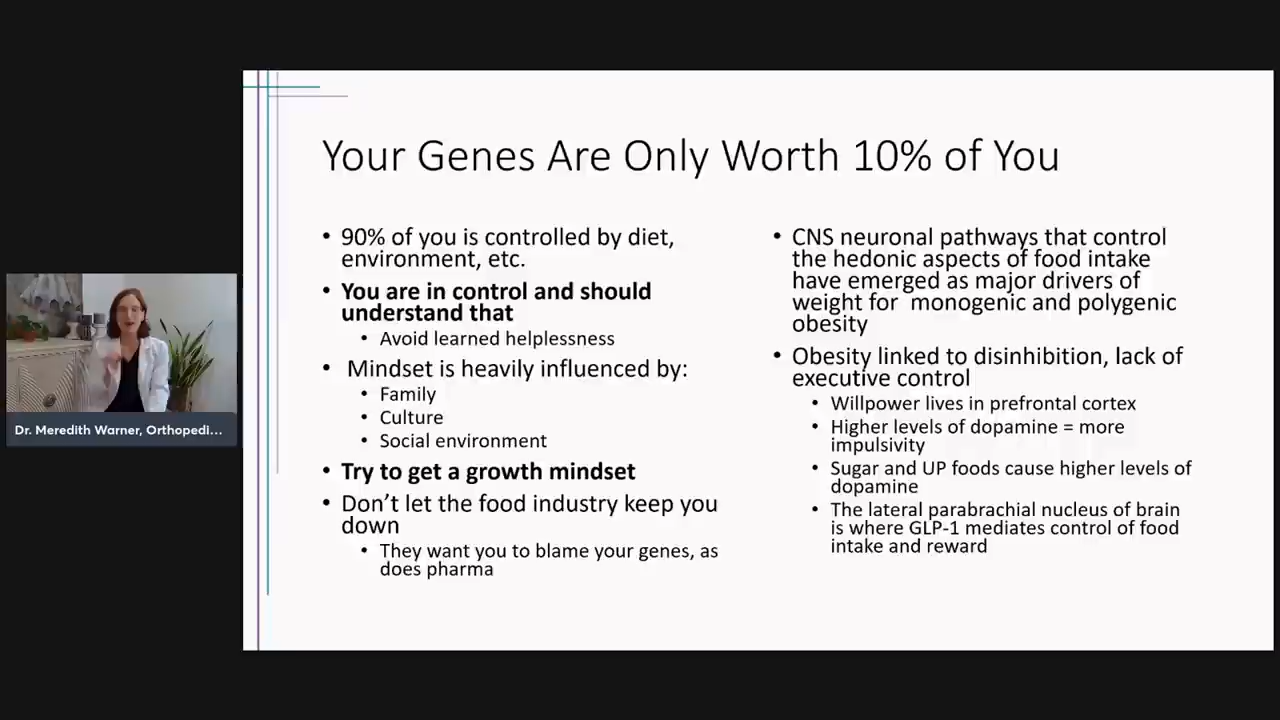 Your Genes Are Only Worth 10% of You
• 90% of you is controlled by diet,
environment, etc.
• You are in control and should
understand that
• Avoid learned helplessness
• Mindset is heavily influenced by:
• Family
• Culture
• Social environment
• Try to get a growth mindset
• Don’t let the food industry keep you
down
• They want you to blame your genes, as
does pharma
• CNS neuronal pathways that control
the hedonic aspects of food intake
have emerged as major drivers of
weight for  monogenic and polygenic
obesity
• Obesity linked to disinhibition, lack of
executive control
• Willpower lives in prefrontal cortex
• Higher levels of dopamine = more
impulsivity
• Sugar and UP foods cause higher levels of
dopamine
• The lateral parabrachial nucleus of brain
is where GLP-1 mediates control of food
intake and reward
Dr. Meredith Warner, Orthopedi...